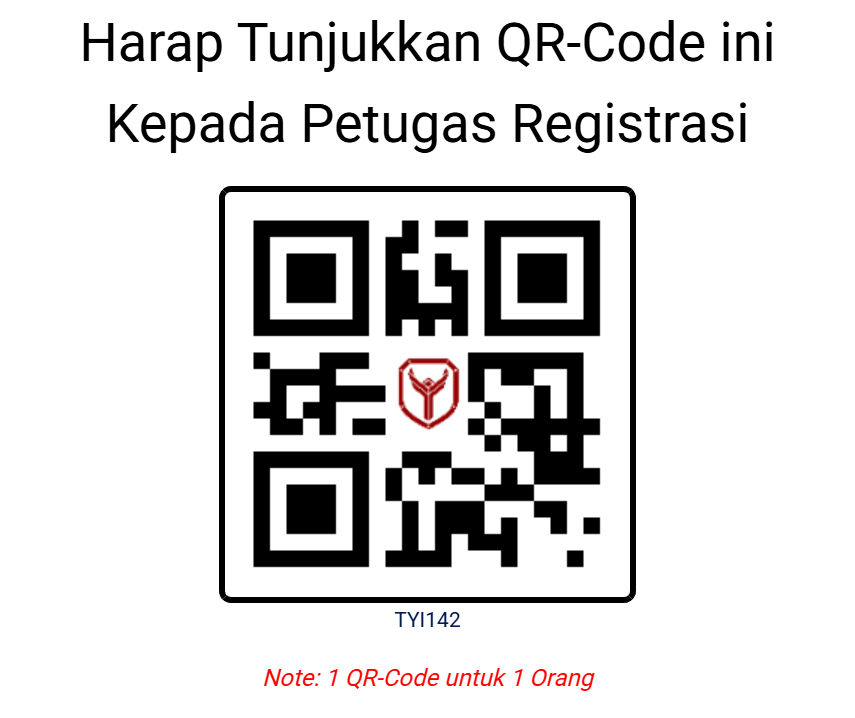 Harap Tunjukkan QR-Code ini
Kepada Petugas Registrasi
TYI142
Note: 1 QR-Code untuk 1 Orang